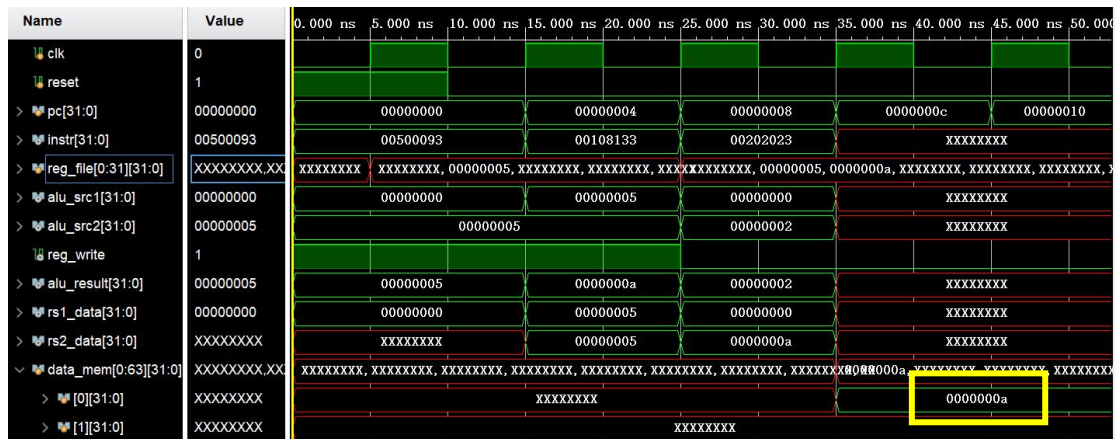 Name Value 0.000 ns 5.000 ns 10.000 ns 15.000 ns 20.000 ns 25.000 ns 30.000 ns 35.000 ns 40.000 ns 45.000 ns 50.000
clk 0
reset 1
pc[31:0] 00000000 00000000 00000004 00000008 0000000c 00000010
instr[31:0] 00500093 00500093 00108133 00202023 XXXXXXXX
reg_file[0:31][31:0] XXXXXXXX,XX XXXXXXXX XXXXXXXX,00000005,XXXXXXXX,XXXXXXXX, XXXXXXXX,00000005,0000000a,XXXXXXXX,XXXXXXXX,XXXXXXXX,
alu_src1[31:0] 00000000 00000000 00000005 00000000 XXXXXXXX
alu_src2[31:0] 00000005 00000005 00000002 XXXXXXXX
reg_write 1
alu_result[31:0] 00000005 00000005 0000000a 00000002 XXXXXXXX
rs1_data[31:0] 00000000 00000000 00000005 00000000 XXXXXXXX
rs2_data[31:0] XXXXXXXX XXXXXXXX 00000005 0000000a XXXXXXXX
data_mem[0:63][31:0] XXXXXXXX,XX XXXXXXXX,XXXXXXXX,XXXXXXXX,XXXXXXXX,XXXXXXXX,XXXXXXXX, XXXXXXXX,XXXXXXXX,XXXXXXXX
[0][31:0] XXXXXXXX XXXXXXXX 0000000a
[1][31:0] XXXXXXXX XXXXXXXX